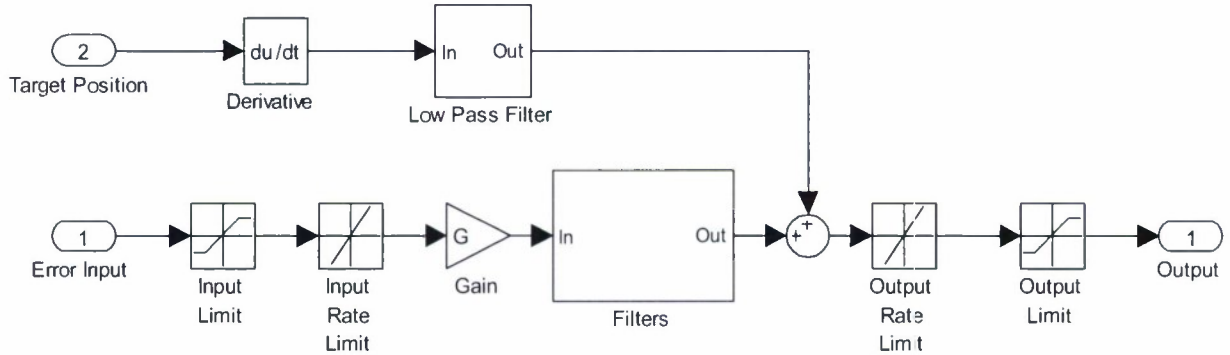 2
Target Position
du/dt
Derivative
In
Out
Low Pass Filter
1
Error Input
Input
Limit
Input
Rate
Limit
G
Gain
In
Out
Filters
+
+
Output
Rate
Limit
Output
Limit
1
Output